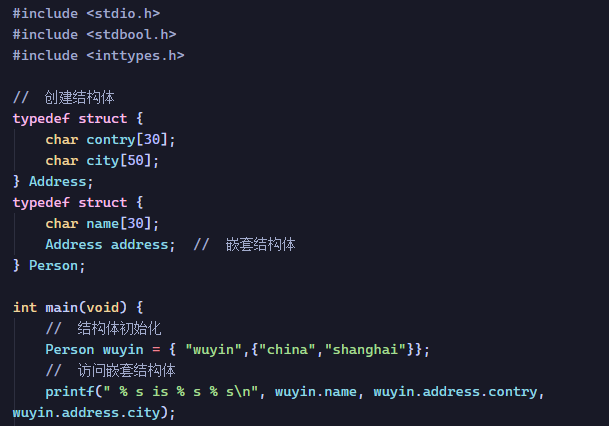 #include <stdio.h>
#include <stdbool.h>
#include <inttypes.h>

//  创建结构体
typedef struct {
    char contry[30];
    char city[50];
} Address;
typedef struct {
    char name[30];
    Address address;  //  嵌套结构体
} Person;

int main(void) {
    //  结构体初始化
    Person wuyin = { "wuyin",{"china","shanghai"}};
    //  访问嵌套结构体
    printf(" % s is % s % s\n", wuyin.name, wuyin.address.contry,
wuyin.address.city);